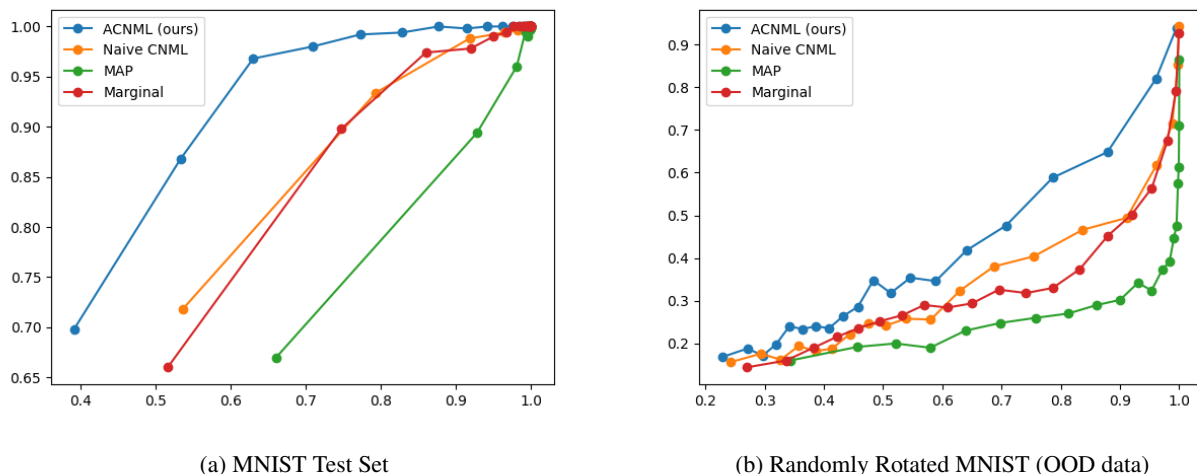 ACNML (ours)
Naive CNML
MAP
Marginal
1.00
0.95
0.90
0.85
0.80
0.75
0.70
0.65
0.4 0.5 0.6 0.7 0.8 0.9 1.0
(a) MNIST Test Set
ACNML (ours)
Naive CNML
MAP
Marginal
0.9
0.8
0.7
0.6
0.5
0.4
0.3
0.2
0.2 0.3 0.4 0.5 0.6 0.7 0.8 0.9 1.0
(b) Randomly Rotated MNIST (OOD data)